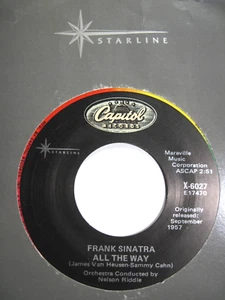 STARLINE
Capitol
RECORDS
STARLINE
Maraville
Music
Corporation
ASCAP 2:51
X-6027
E17470
Originally
released:
September
1957
FRANK SINATRA
ALL THE WAY
(James Van Heusen-Sammy Cahn)
Orchestra Conducted by
Nelson Riddle